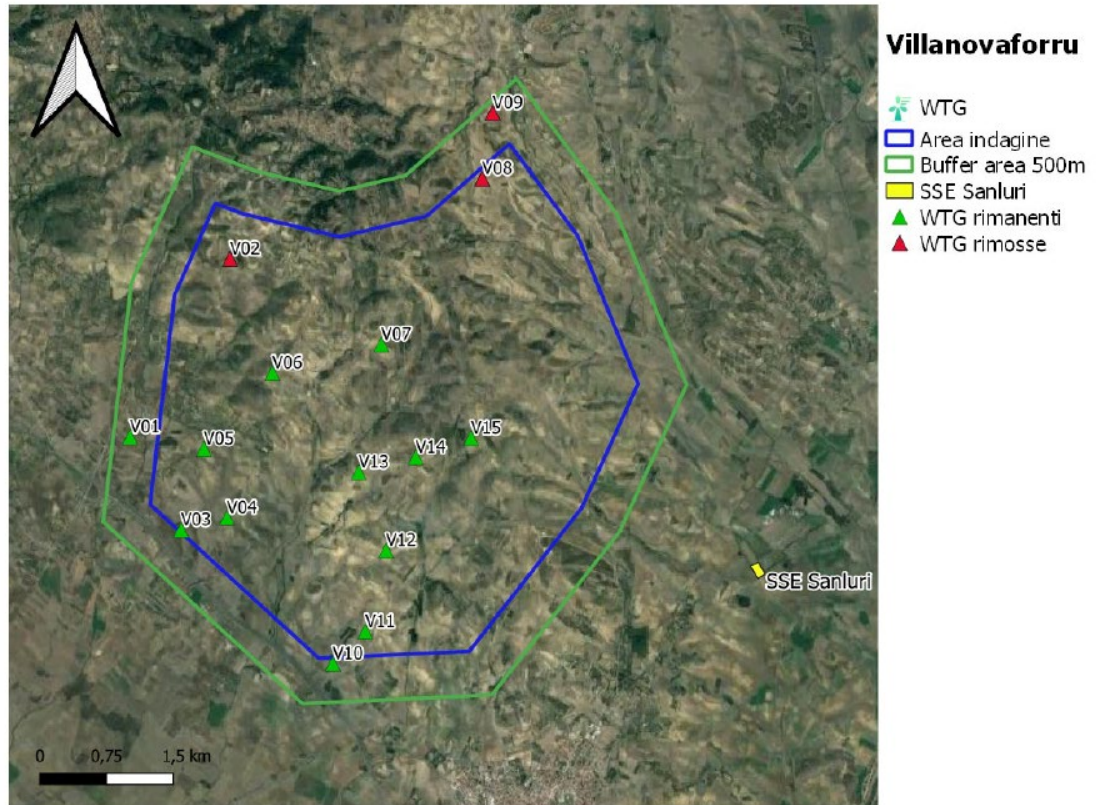 Villanovaforru
WTG
Area indagine
Buffer area 500m
SSE Sanluri
WTG rimanenti
WTG rimosse
V09
V08
V02
V07
V06
V01
V05
V15
V14
V13
V04
V03
V12
SSE Sanluri
V11
V10
0 0,75 1,5 km